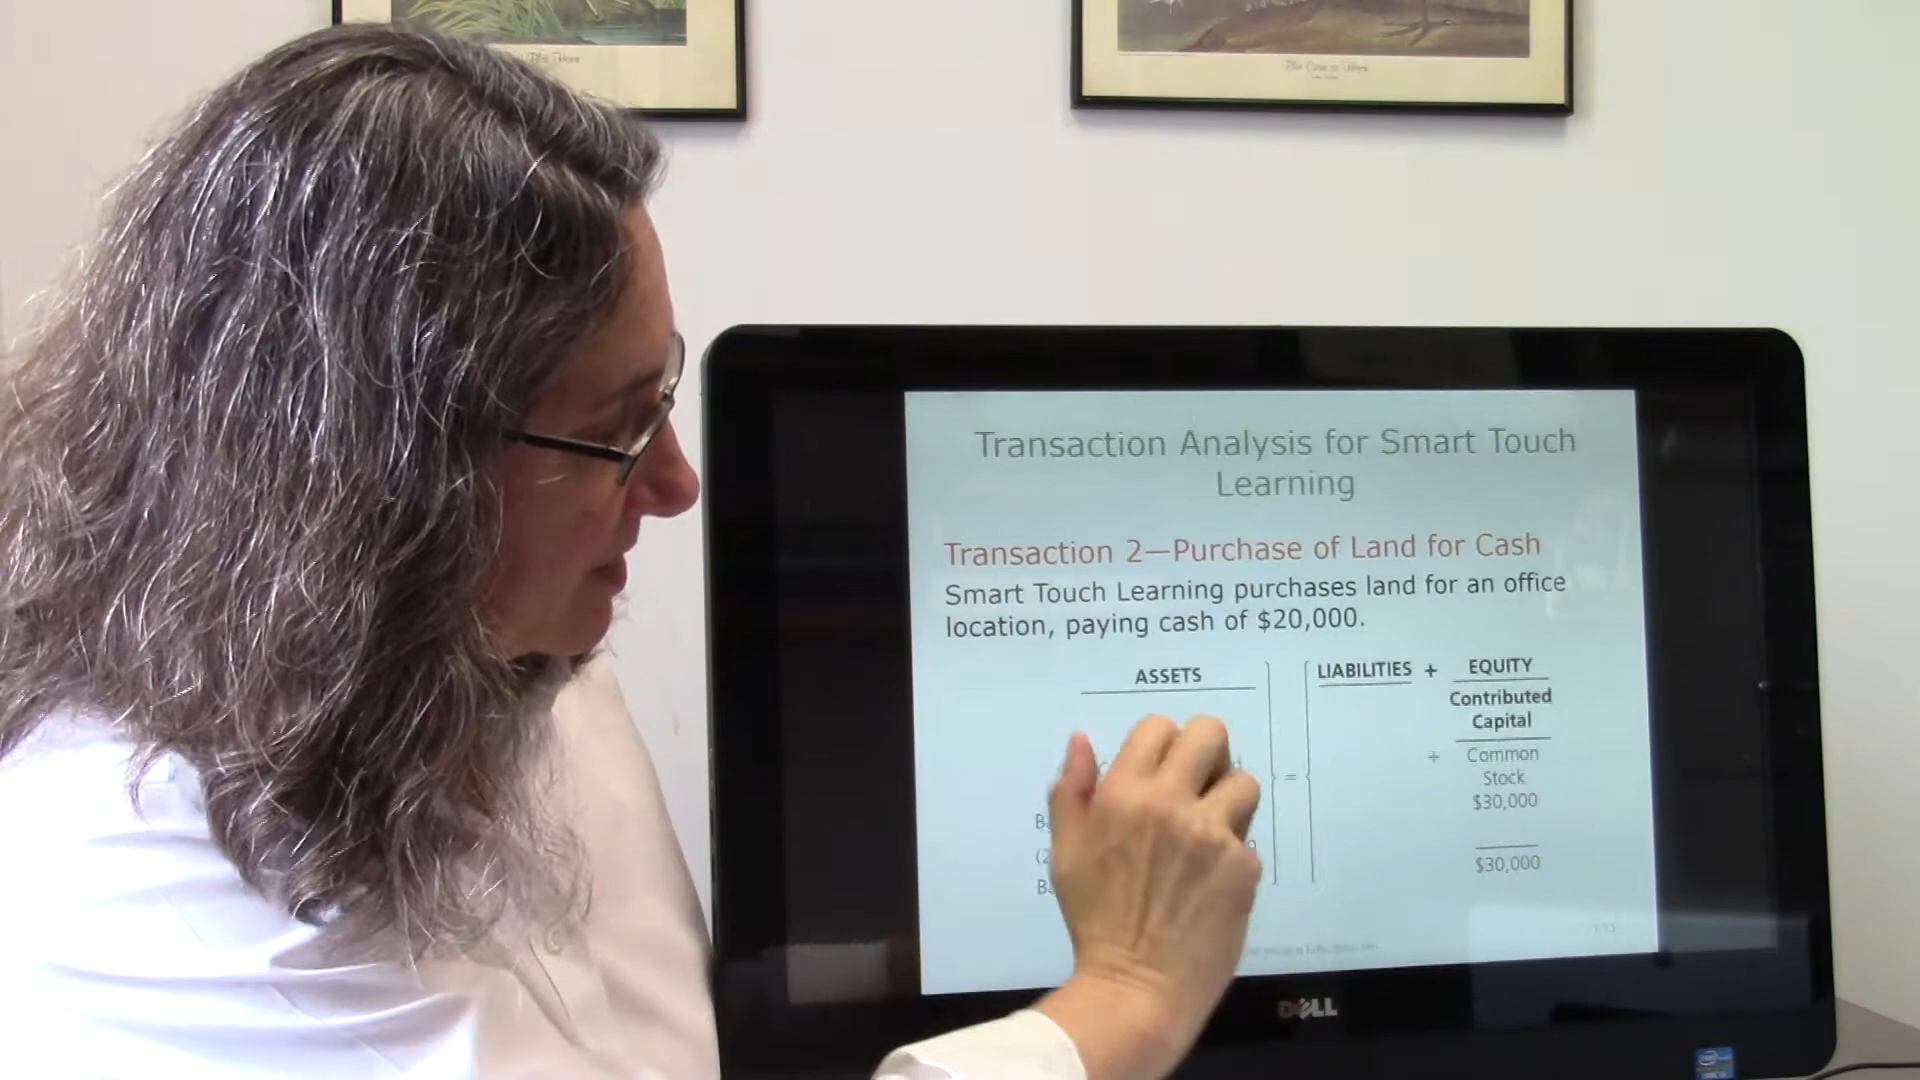 Transaction Analysis for Smart Touch
Learning
Transaction 2—Purchase of Land for Cash
Smart Touch Learning purchases land for an office
location, paying cash of $20,000.
ASSETS
LIABILITIES + EQUITY
Contributed
Capital
+ Common
Stock
=
$30,000
$30,000
DELL